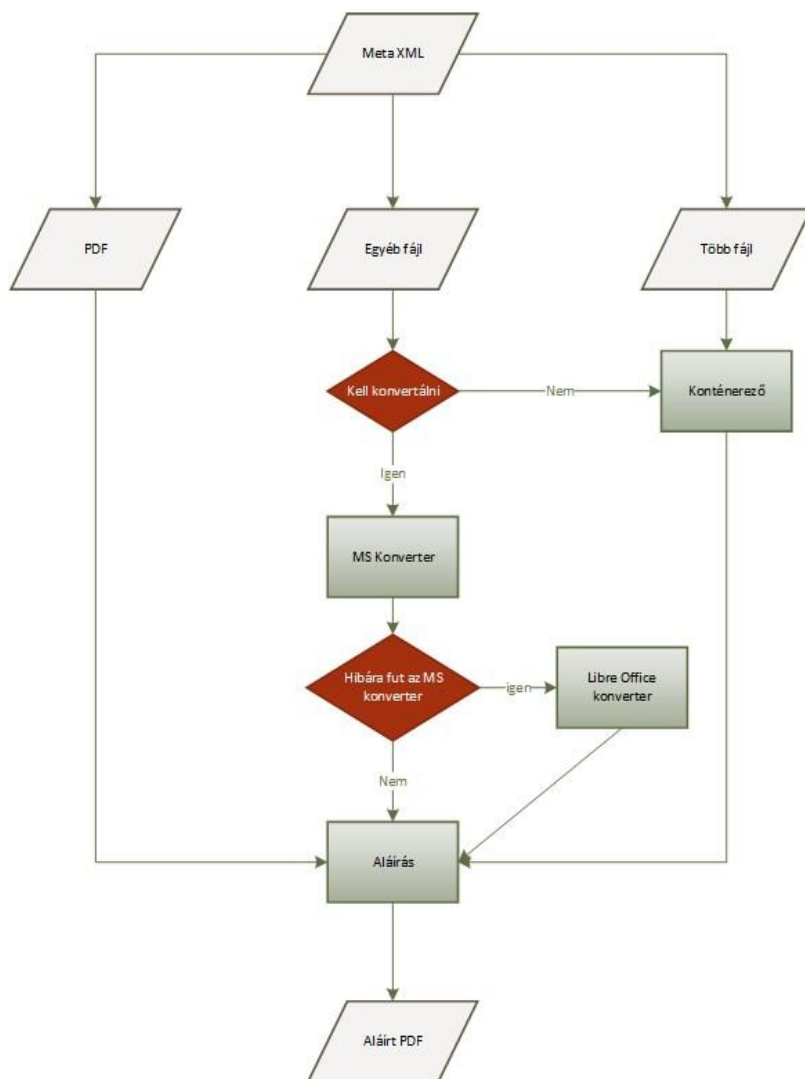 Meta XML
PDF
Egyéb fájl
Több fájl
Kell konvertálni
Nem
Konténerező
Igen
MS Konverter
Hibára fut az MS
konverter
igen
Libre Office
konverter
Nem
Aláírás
Aláírt PDF